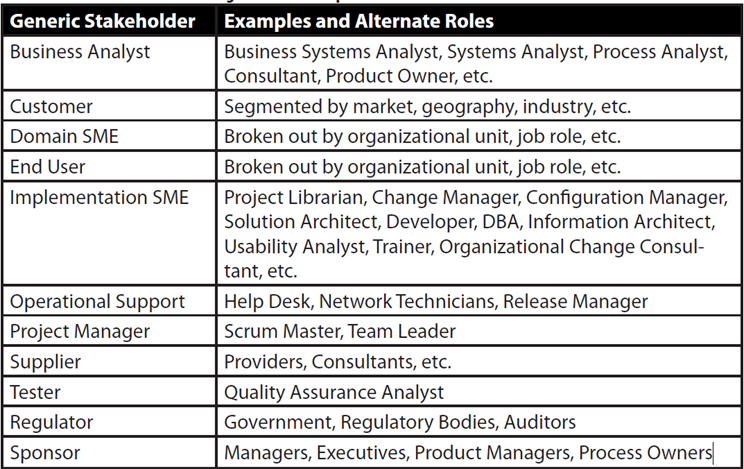 Generic Stakeholder Examples and Alternate Roles
Business Analyst Business Systems Analyst, Systems Analyst, Process Analyst,
Consultant, Product Owner, etc.
Customer Segmented by market, geography, industry, etc.
Domain SME Broken out by organizational unit, job role, etc.
End User Broken out by organizational unit, job role, etc.
Implementation SME Project Librarian, Change Manager, Configuration Manager,
Solution Architect, Developer, DBA, Information Architect,
Usability Analyst, Trainer, Organizational Change Consul-
tant, etc.
Operational Support Help Desk, Network Technicians, Release Manager
Project Manager Scrum Master, Team Leader
Supplier Providers, Consultants, etc.
Tester Quality Assurance Analyst
Regulator Government, Regulatory Bodies, Auditors
Sponsor Managers, Executives, Product Managers, Process Owners